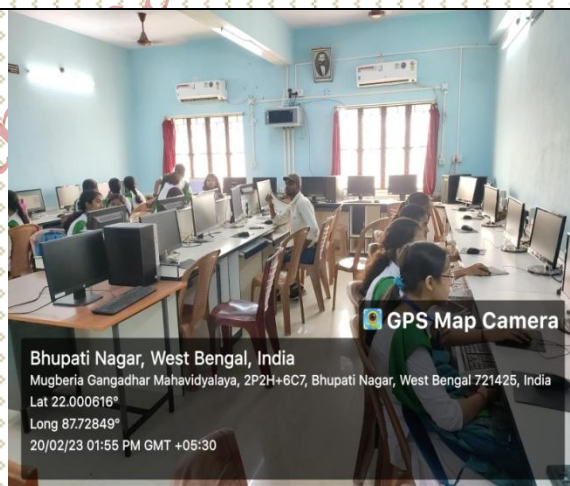 GPS Map Camera
Bhupati Nagar, West Bengal, India
Mugberia Gangadhar Mahavidyalaya, 2P2H+6C7, Bhupati Nagar, West Bengal 721425, India
Lat 22.000616°
Long 87.72849°
20/02/23 01:55 PM GMT +05:30